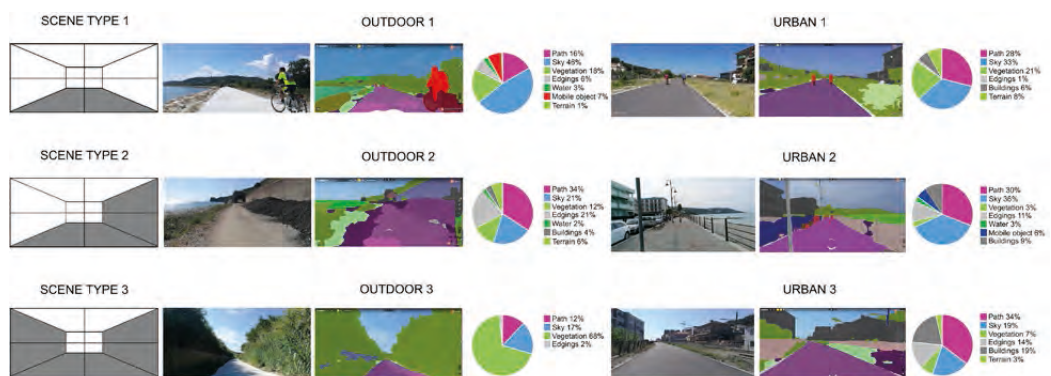 SCENE TYPE 1
OUTDOOR 1
Path 16%
Sky 49%
Vegetation 18%
Edgings 6%
Water 3%
Mobile object 7%
Terrain 1%
URBAN 1
Path 28%
Sky 33%
Vegetation 21%
Edgings 1%
Buildings 6%
Terrain 8%
SCENE TYPE 2
OUTDOOR 2
Path 34%
Sky 21%
Vegetation 12%
Edgings 21%
Water 2%
Buildings 4%
Terrain 6%
URBAN 2
Path 30%
Sky 36%
Vegetation 3%
Edgings 11%
Water 3%
Mobile object 6%
Buildings 9%
SCENE TYPE 3
OUTDOOR 3
Path 12%
Sky 17%
Vegetation 68%
Edgings 2%
URBAN 3
Path 34%
Sky 19%
Vegetation 7%
Edgings 14%
Buildings 19%
Terrain 3%